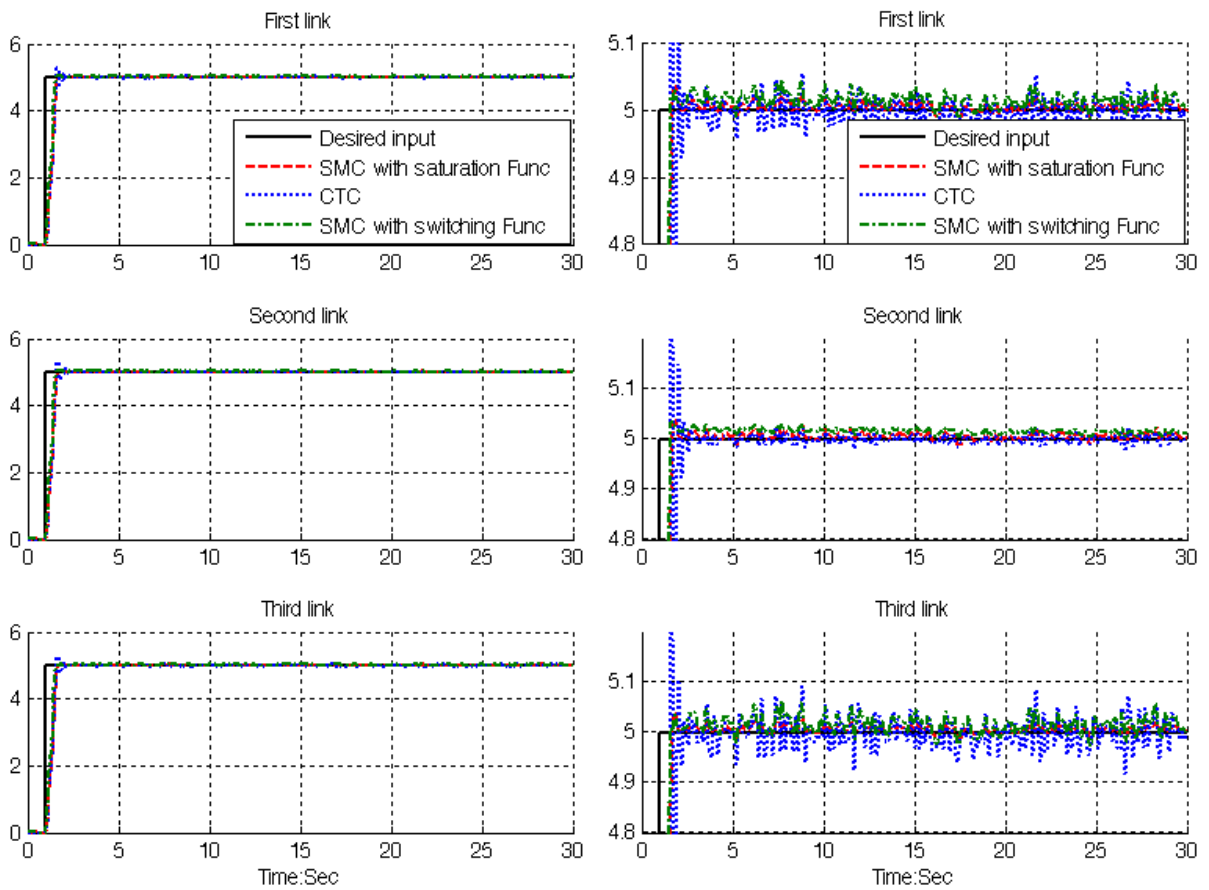 First link
6
4
2
0
0 5 10 15 20 25 30
Desired input
SMC with saturation Func
CTC
SMC with switching Func
First link
5.1
5
4.9
4.8
0 5 10 15 20 25 30
Desired input
SMC with saturation Func
CTC
SMC with switching Func
Second link
6
4
2
0
0 5 10 15 20 25 30
Second link
5.1
5
4.9
4.8
0 5 10 15 20 25 30
Third link
6
4
2
0
0 5 10 15 20 25 30
Time:Sec
Third link
5.1
5
4.9
4.8
0 5 10 15 20 25 30
Time:Sec